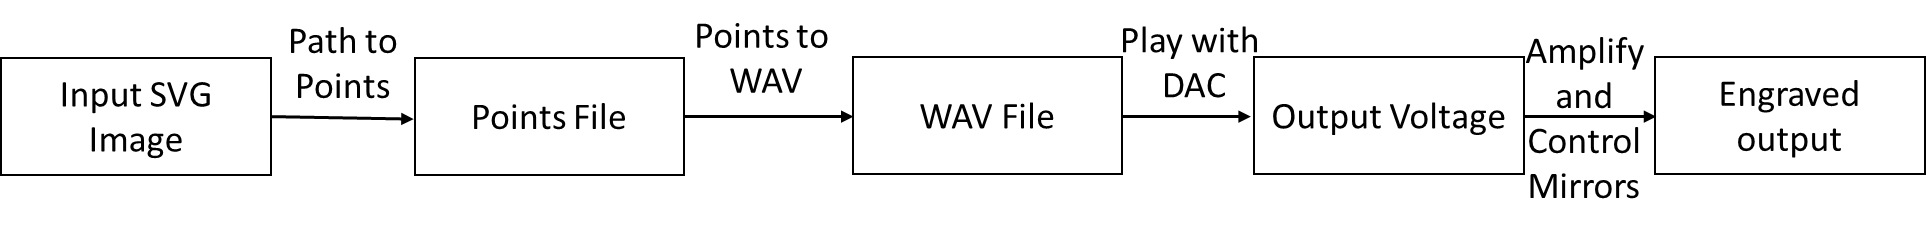 Input SVG
Image
Path to
Points
Points File
Points to
WAV
WAV File
Play with
DAC
Output Voltage
Amplify
and
Control
Mirrors
Engraved
output